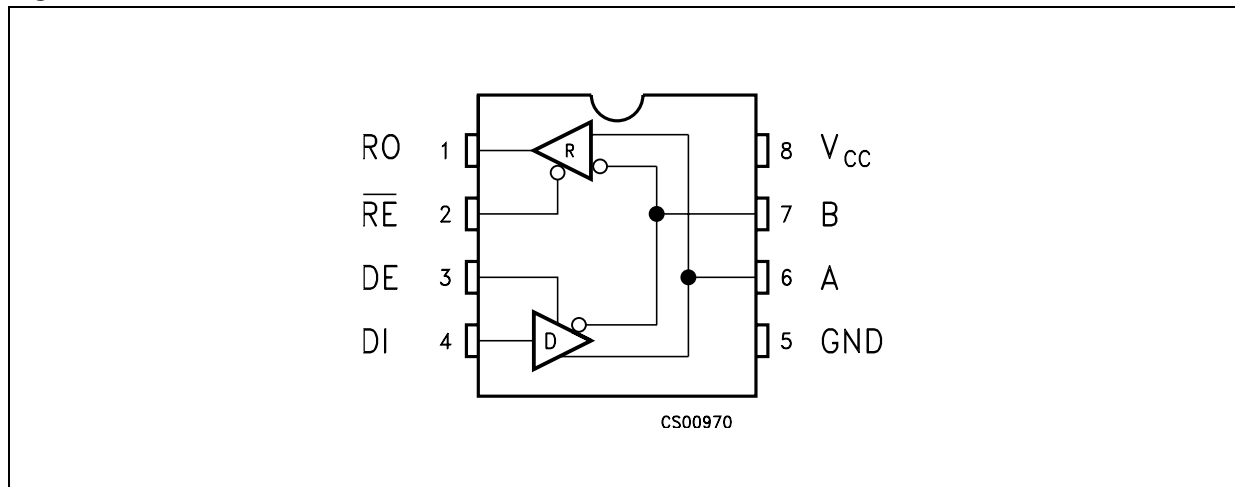 RO 1 R 8 VCC
RE 2 7 B
DE 3 6 A
DI 4 D 5 GND
CS00970